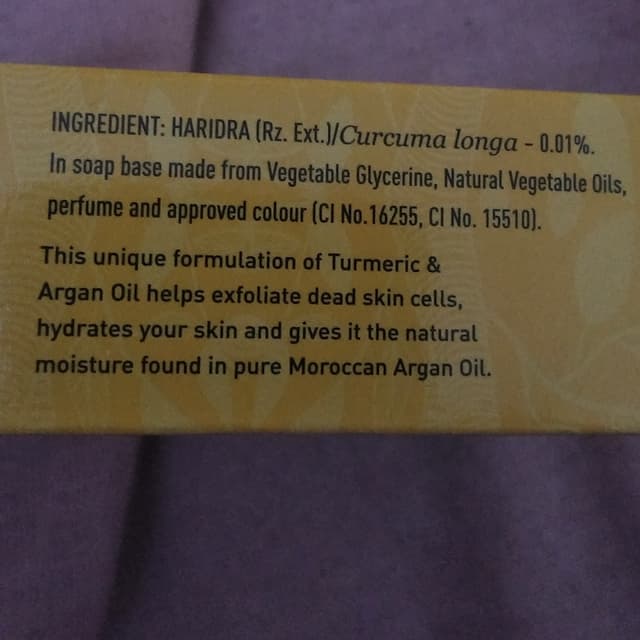 INGREDIENT: HARIDRA (Rz. Ext.)/Curcuma longa - 0.01%.
In soap base made from Vegetable Glycerine, Natural Vegetable Oils,
perfume and approved colour (CI No.16255, CI No. 15510).
This unique formulation of Turmeric &
Argan Oil helps exfoliate dead skin cells,
hydrates your skin and gives it the natural
moisture found in pure Moroccan Argan Oil.